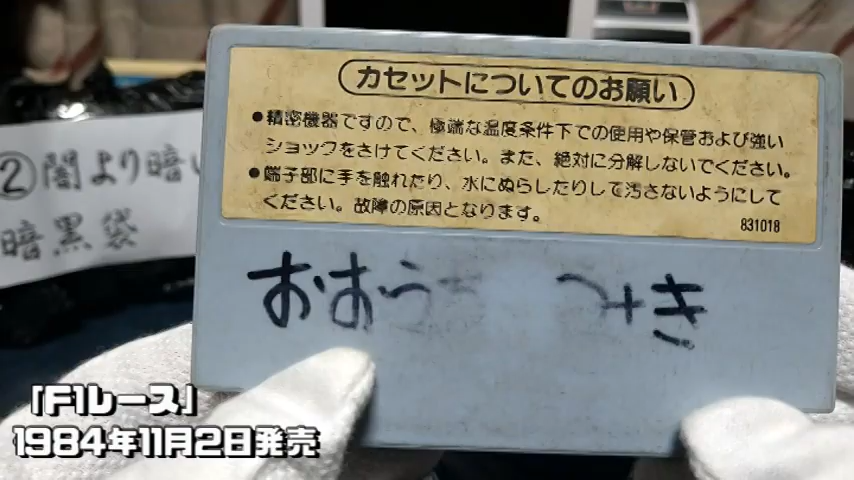 カセットについてのお願い
●精密機器ですので、極端な温度条件下での使用や保管および強い
ショックをさけてください。また、絶対に分解しないでください。
●端子部に手を触れたり、水にぬらしたりして汚さないようにして
ください。故障の原因となります。
831018
②闇より暗い
暗黒袋
おおう
き
「F1レース」
1984年11月2日発売